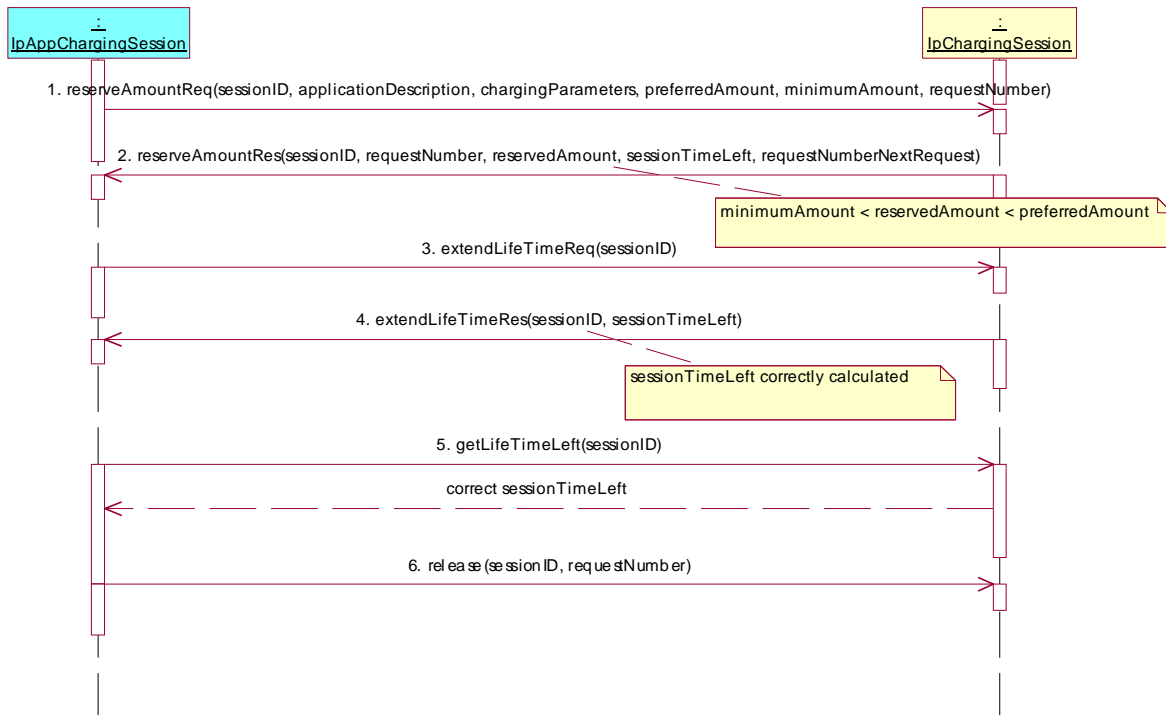 :
IpAppChargingSession
:
IpChargingSession
1. reserveAmountReq(sessionID, applicationDescription, chargingParameters, preferredAmount, minimumAmount, requestNumber)
2. reserveAmountRes(sessionID, requestNumber, reservedAmount, sessionTimeLeft, requestNumberNextRequest)
minimumAmount < reservedAmount < preferredAmount
3. extendLifeTimeReq(sessionID)
4. extendLifeTimeRes(sessionID, sessionTimeLeft)
sessionTimeLeft correctly calculated
5. getLifeTimeLeft(sessionID)
correct sessionTimeLeft
6. release(sessionID, requestNumber)